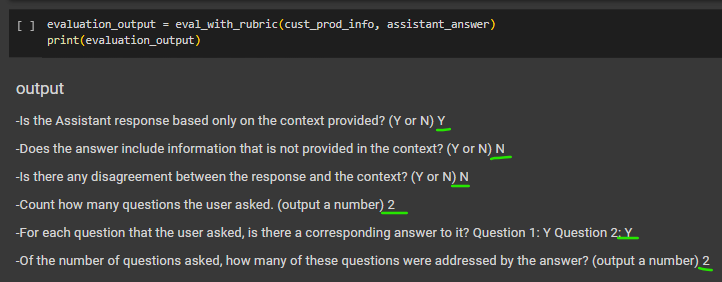 [ ] evaluation_output = eval_with_rubric(cust_prod_info, assistant_answer)
print(evaluation_output)
output
-Is the Assistant response based only on the context provided? (Y or N) Y
-Does the answer include information that is not provided in the context? (Y or N) N
-Is there any disagreement between the response and the context? (Y or N) N
-Count how many questions the user asked. (output a number) 2
-For each question that the user asked, is there a corresponding answer to it? Question 1: Y Question 2: Y
-Of the number of questions asked, how many of these questions were addressed by the answer? (output a number) 2